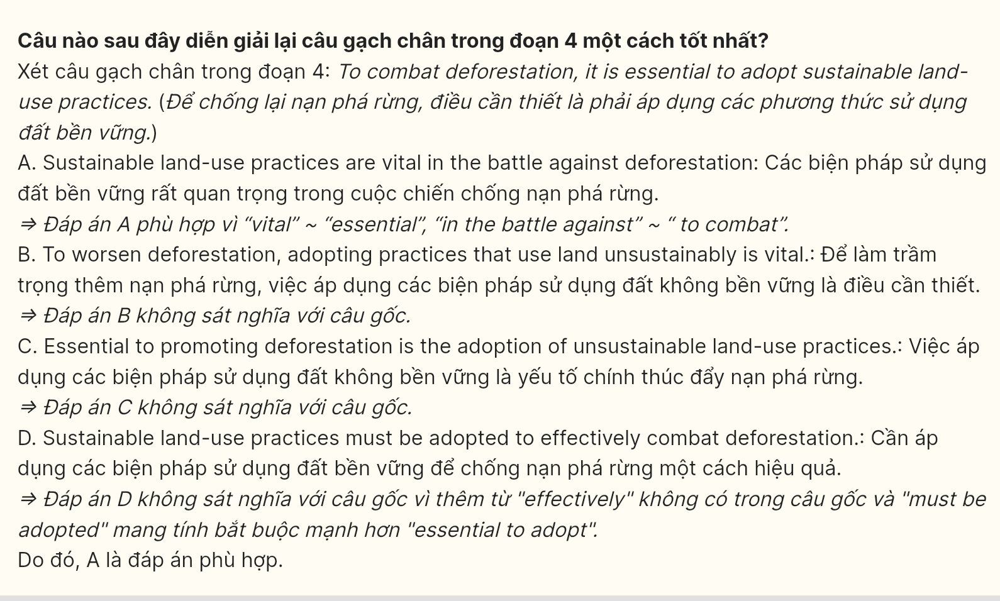 Câu nào sau đây diễn giải lại câu gạch chân trong đoạn 4 một cách tốt nhất?
Xét câu gạch chân trong đoạn 4: To combat deforestation, it is essential to adopt sustainable land-
use practices. (Để chống lại nạn phá rừng, điều cần thiết là phải áp dụng các phương thức sử dụng
đất bền vững.)
A. Sustainable land-use practices are vital in the battle against deforestation: Các biện pháp sử dụng
đất bền vững rất quan trọng trong cuộc chiến chống nạn phá rừng.
⇒ Đáp án A phù hợp vì “vital” ~ “essential”, “in the battle against” ~ “ to combat”.
B. To worsen deforestation, adopting practices that use land unsustainably is vital.: Để làm trầm
trọng thêm nạn phá rừng, việc áp dụng các biện pháp sử dụng đất không bền vững là điều cần thiết.
⇒ Đáp án B không sát nghĩa với câu gốc.
C. Essential to promoting deforestation is the adoption of unsustainable land-use practices.: Việc áp
dụng các biện pháp sử dụng đất không bền vững là yếu tố chính thúc đẩy nạn phá rừng.
⇒ Đáp án C không sát nghĩa với câu gốc.
D. Sustainable land-use practices must be adopted to effectively combat deforestation.: Cần áp
dụng các biện pháp sử dụng đất bền vững để chống nạn phá rừng một cách hiệu quả.
⇒ Đáp án D không sát nghĩa với câu gốc vì thêm từ "effectively" không có trong câu gốc và "must be
adopted" mang tính bắt buộc mạnh hơn "essential to adopt".
Do đó, A là đáp án phù hợp.